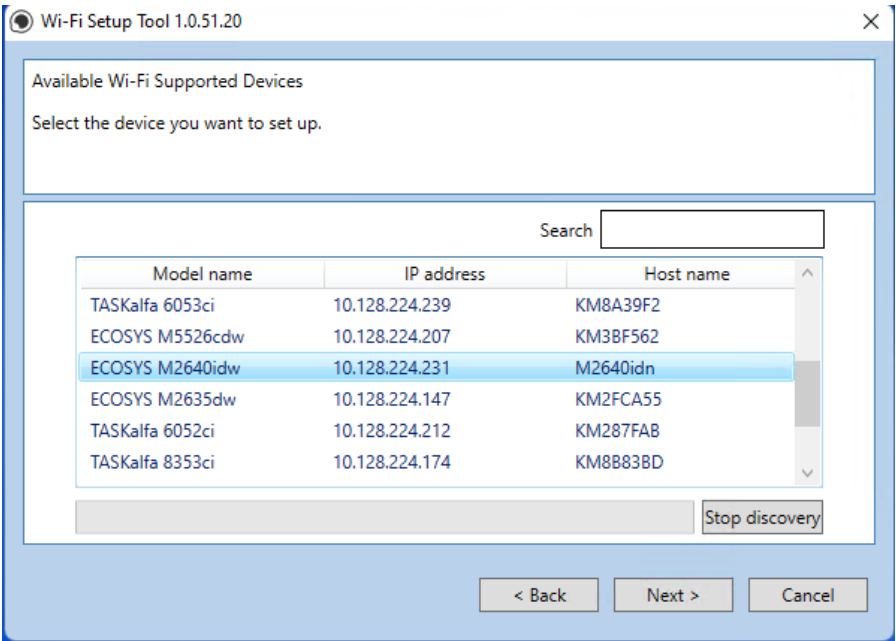 Wi-Fi Setup Tool 1.0.51.20
Available Wi-Fi Supported Devices
Select the device you want to set up.
Search
Model name IP address Host name
TASKalfa 6053ci 10.128.224.239 KM8A39F2
ECOSYS M5526cdw 10.128.224.207 KM3BF562
ECOSYS M2640idw 10.128.224.231 M2640idn
ECOSYS M2635dw 10.128.224.147 KM2FCA55
TASKalfa 6052ci 10.128.224.212 KM287FAB
TASKalfa 8353ci 10.128.224.174 KM8B83BD
Stop discovery
< Back Next > Cancel